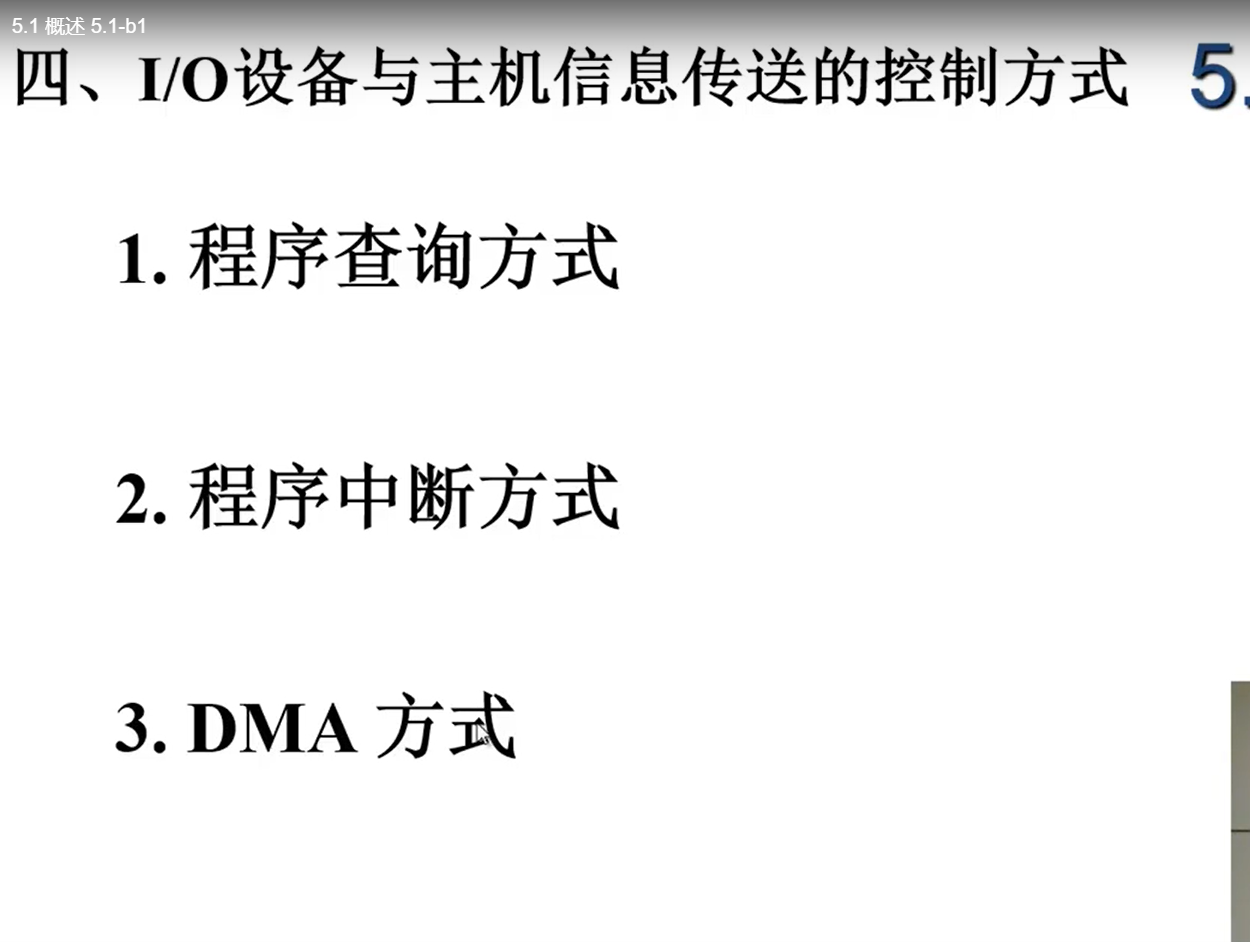 5.1 概述 5.1-b1
四、I/O设备与主机信息传送的控制方式
5.
1. 程序查询方式
2. 程序中断方式
3. DMA 方式